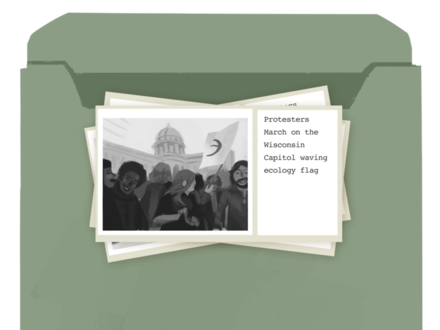 Protesters
March on the
Wisconsin
Capitol waving
ecology flag